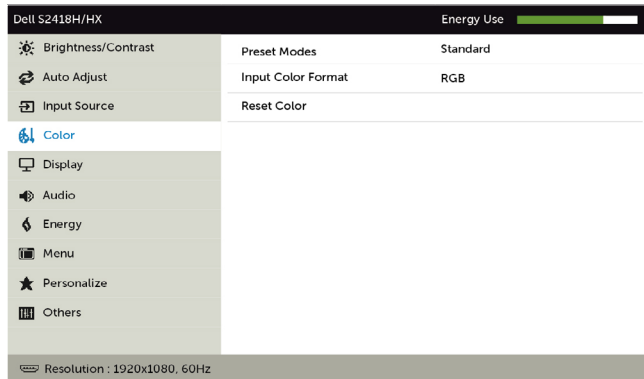 Dell S2418H/HX Energy Use
Brightness/Contrast
Auto Adjust
Input Source
Color
Display
Audio
Energy
Menu
Personalize
Others
Preset Modes Standard
Input Color Format RGB
Reset Color
Resolution : 1920x1080, 60Hz